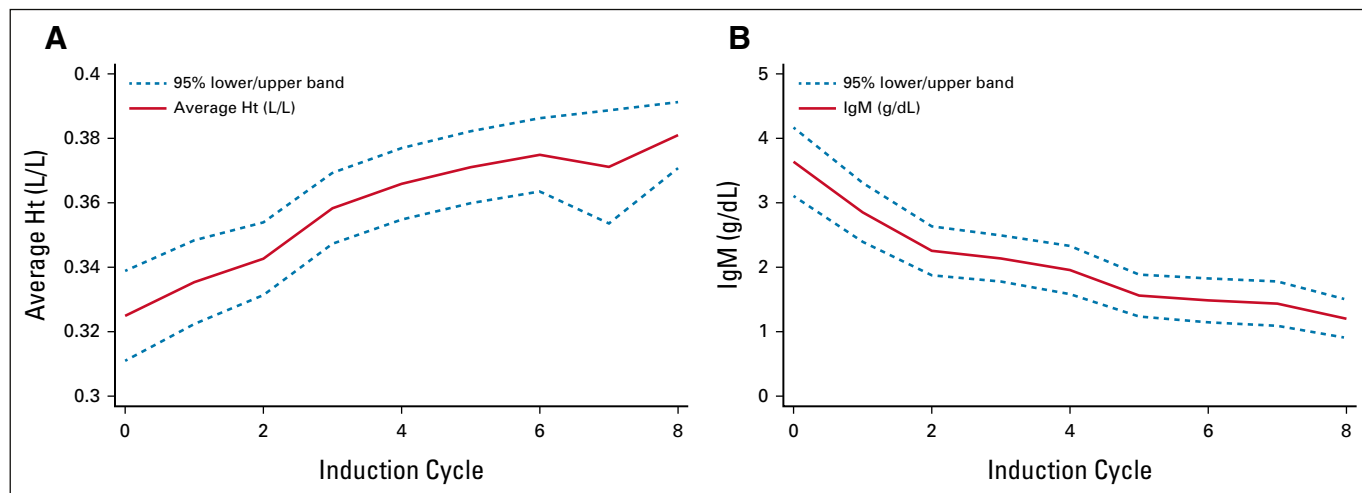 A
95% lower/upper band
Average Ht (L/L)
0.4
0.38
0.36
0.34
0.32
0.3
Average Ht (L/L)
0 2 4 6 8
Induction Cycle
B
95% lower/upper band
IgM (g/dL)
5
4
3
2
1
0
IgM (g/dL)
0 2 4 6 8
Induction Cycle